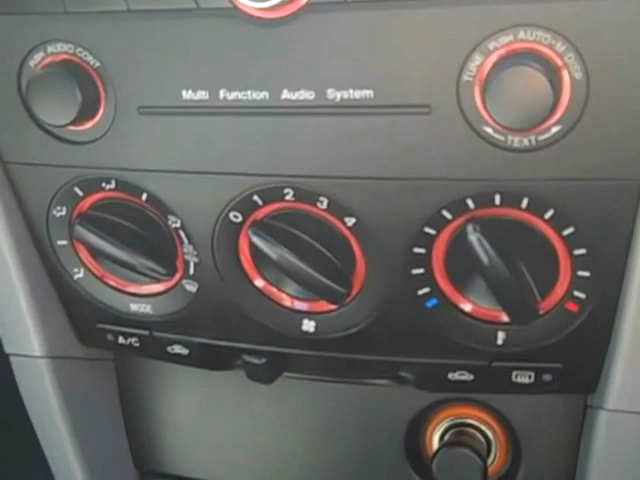 PUSH AUDIO CONT
Multi Function Audio System
TUNE PUSH AUTO-M DISP
TEXT
0 1 2 3 4
MODE
A/C